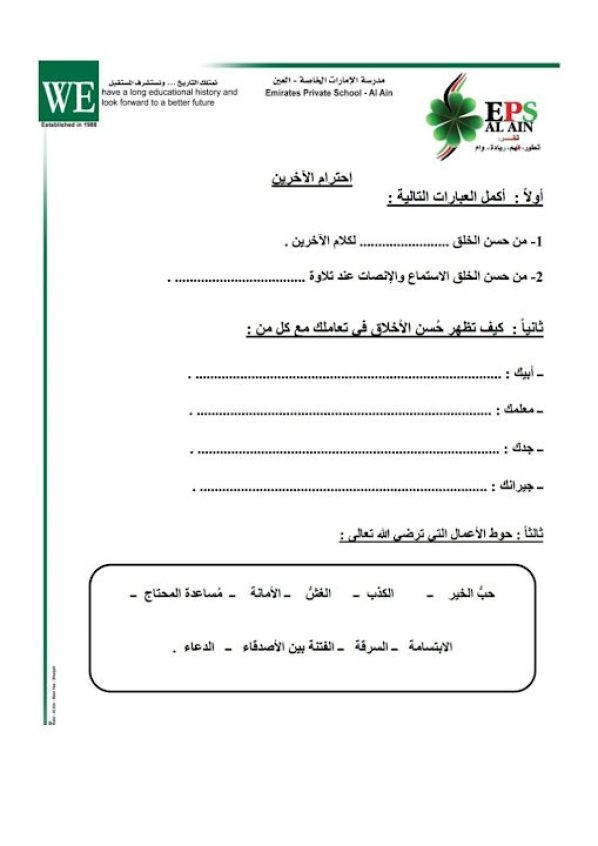 WE
Established in 1988
نمتلك التاريخ ... ونستشرف المستقبل
have a long educational history and
look forward to a better future
مدرسة الإمارات الخاصة - العين
Emirates Private School - Al Ain
EPS
AL AIN
احترام الآخرين
أولاً : أكمل العبارات التالية :
1- من حسن الخلق ........................ لكلام الآخرين .
2- من حسن الخلق الاستماع والإنصات عند تلاوة .................................. .
ثانياً : كيف تظهر حُسن الأخلاق في تعاملك مع كل من :
ـ أبيك : ................................................................................ .
ـ معلمك : ............................................................................. .
ـ جدك : ............................................................................... .
ـ جيرانك : ........................................................................... .
ثالثاً : حوط الأعمال التي ترضي الله تعالى :
حبُّ الخير ـ الكذب ـ الغشُّ ـ الأمانة ـ مُساعدة المحتاج ـ
الابتسامة ـ السرقة ـ الفتنة بين الأصدقاء ـ الدعاء .